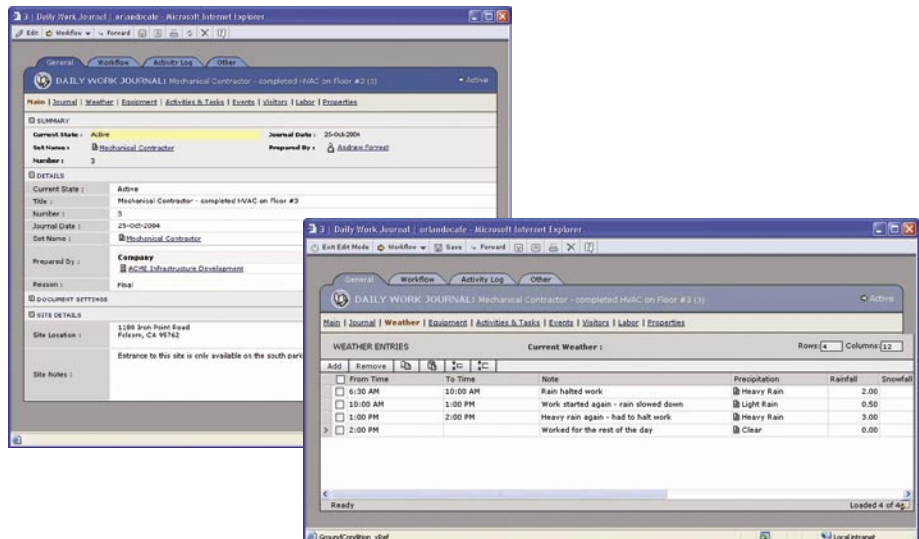 3 | Daily Work Journal | orlandocafe - Microsoft Internet Explorer
Edit Workflow Forward
General Workflow Activity Log Other
DAILY WORK JOURNAL: Mechanical Contractor - completed HVAC on Floor #3 (3) Active
Main | Journal | Weather | Equipment | Activities & Tasks | Events | Visitors | Labor | Properties
SUMMARY
Current State : Active Journal Date : 25-Oct-2004
Set Name : Mechanical Contractor Prepared By : Andrew Forrest
Number : 3
DETAILS
Current State : Active
Title : Mechanical Contractor - completed HVAC on Floor #3
Number : 3
Journal Date : 25-Oct-2004
Set Name : Mechanical Contractor
Prepared By : Company
ACME Infrastructure Development
Reason : Final
DOCUMENT SETTINGS
SITE DETAILS
Site Location : 1180 Iron Point Road
Folsom, CA 95762
Entrance to this site is only available on the south park
Site Notes :
3 | Daily Work Journal | orlandocafe - Microsoft Internet Explorer
Exit Edit Mode Workflow Save Forward
General Workflow Activity Log Other
DAILY WORK JOURNAL: Mechanical Contractor - completed HVAC on Floor #3 (3) Active
Main | Journal | Weather | Equipment | Activities & Tasks | Events | Visitors | Labor | Properties
WEATHER ENTRIES Current Weather : Rows: 4 Columns: 12
Add Remove
From Time To Time Note Precipitation Rainfall Snowfall
6:30 AM 10:00 AM Rain halted work Heavy Rain 2.00
10:00 AM 1:00 PM Work started again - rain slowed down Light Rain 0.50
1:00 PM 2:00 PM Heavy rain again - had to halt work Heavy Rain 3.00
2:00 PM Worked for the rest of the day Clear 0.00
Ready Loaded 4 of 4
GroundCondition_xRef Local intranet